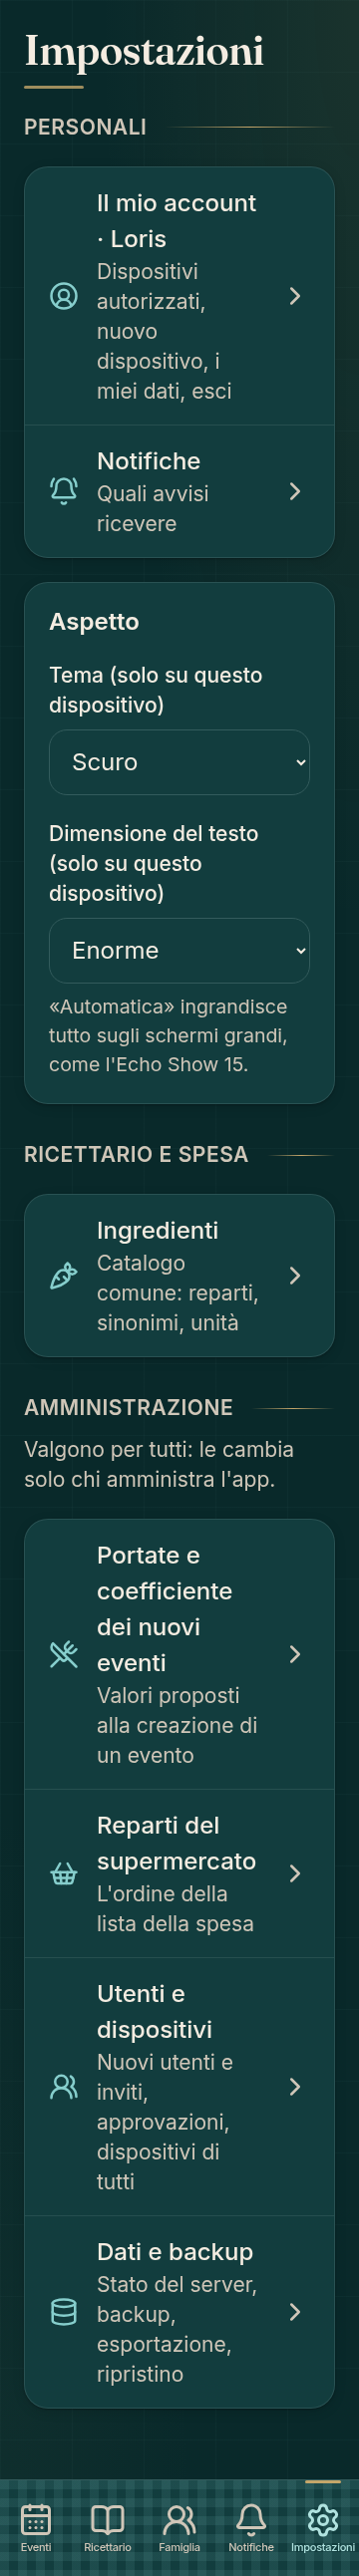 Impostazioni
PERSONALI
Il mio account
· Loris
Dispositivi
autorizzati,
nuovo
dispositivo, i
miei dati, esci
Notifiche
Quali avvisi
ricevere
Aspetto
Tema (solo su questo
dispositivo)
Scuro
Dimensione del testo
(solo su questo
dispositivo)
Enorme
«Automatica» ingrandisce
tutto sugli schermi grandi,
come l'Echo Show 15.
RICETTARIO E SPESA
Ingredienti
Catalogo
comune: reparti,
sinonimi, unità
AMMINISTRAZIONE
Valgono per tutti: le cambia
solo chi amministra l'app.
Portate e
coefficiente
dei nuovi
eventi
Valori proposti
alla creazione di
un evento
Reparti del
supermercato
L'ordine della
lista della spesa
Utenti e
dispositivi
Nuovi utenti e
inviti,
approvazioni,
dispositivi di
tutti
Dati e backup
Stato del server,
backup,
esportazione,
ripristino
Eventi
Ricettario
Famiglia
Notifiche
Impostazioni